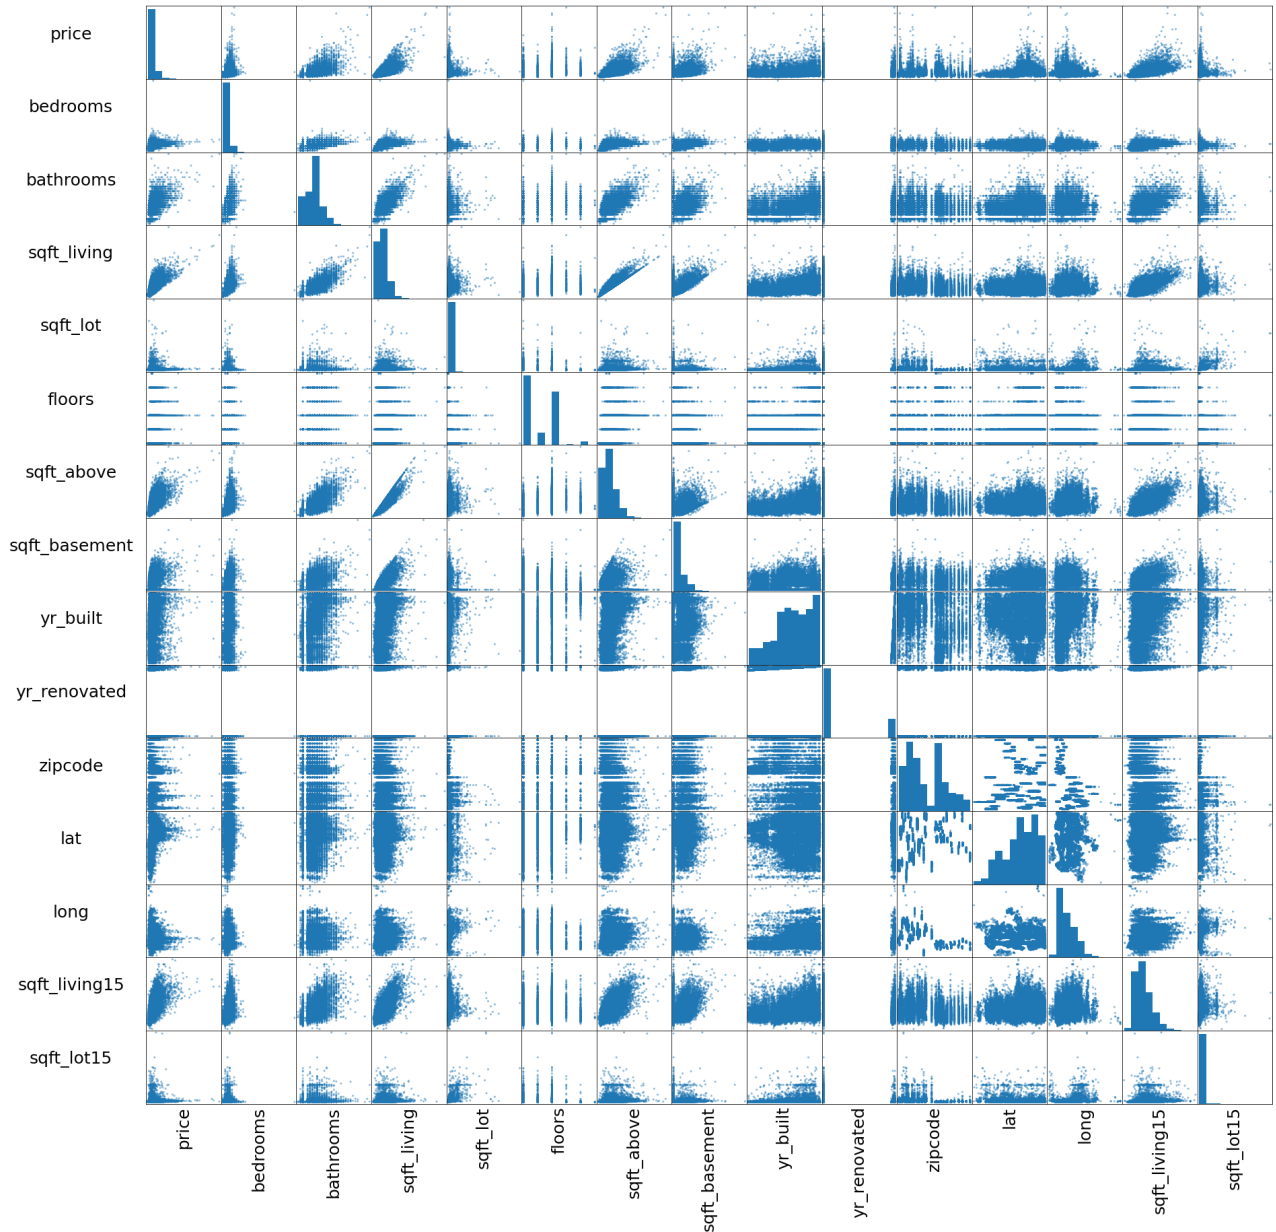 price
bedrooms
bathrooms
sqft_living
sqft_lot
floors
sqft_above
sqft_basement
yr_built
yr_renovated
zipcode
lat
long
sqft_living15
sqft_lot15
price
bedrooms
bathrooms
sqft_living
sqft_lot
floors
sqft_above
sqft_basement
yr_built
yr_renovated
zipcode
lat
long
sqft_living15
sqft_lot15